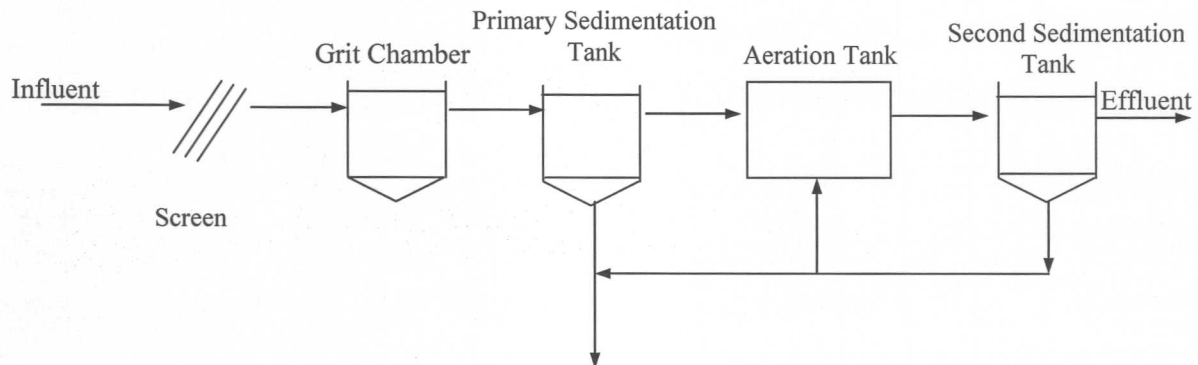 Primary Sedimentation
Tank
Grit Chamber
Aeration Tank
Second Sedimentation
Tank
Influent
Effluent
Screen